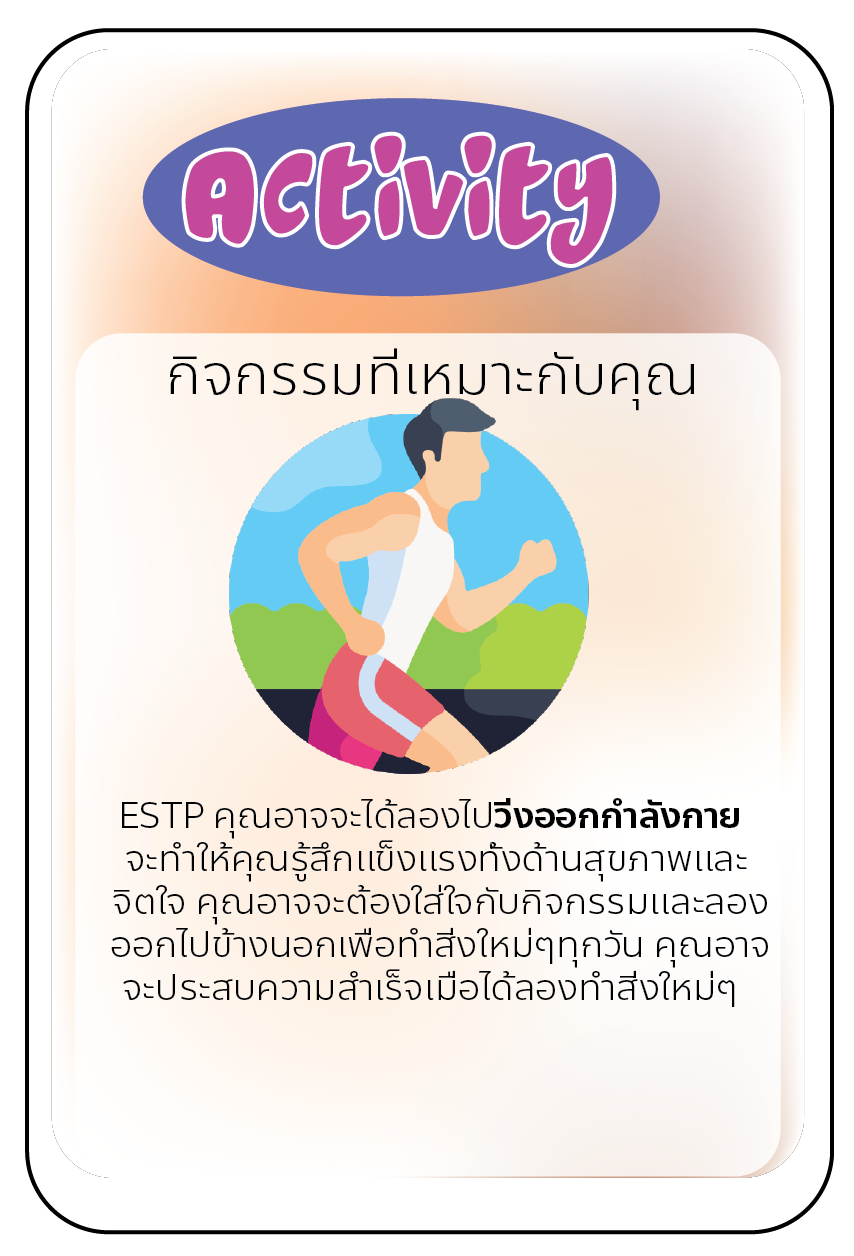 Activity
กิจกรรมที่เหมาะกับคุณ
ESTP คุณอาจจะได้ลองไปวิ่งออกกำลังกาย
จะทำให้คุณรู้สึกแข็งแรงทั้งด้านสุขภาพและ
จิตใจ คุณอาจจะต้องใส่ใจกับกิจกรรมและลอง
ออกไปข้างนอกเพื่อทำสิ่งใหม่ๆทุกวัน คุณอาจ
จะประสบความสำเร็จเมื่อได้ลองทำสิ่งใหม่ๆ